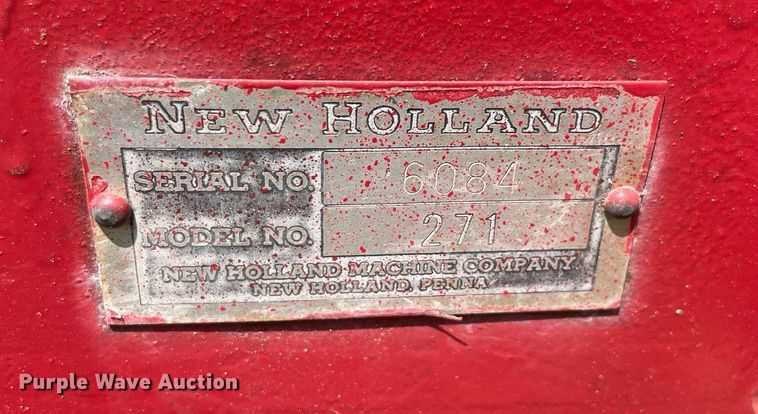 NEW HOLLAND
SERIAL NO. 6084
MODEL NO. 271
NEW HOLLAND MACHINE COMPANY
NEW HOLLAND, PENNA
Purple Wave Auction